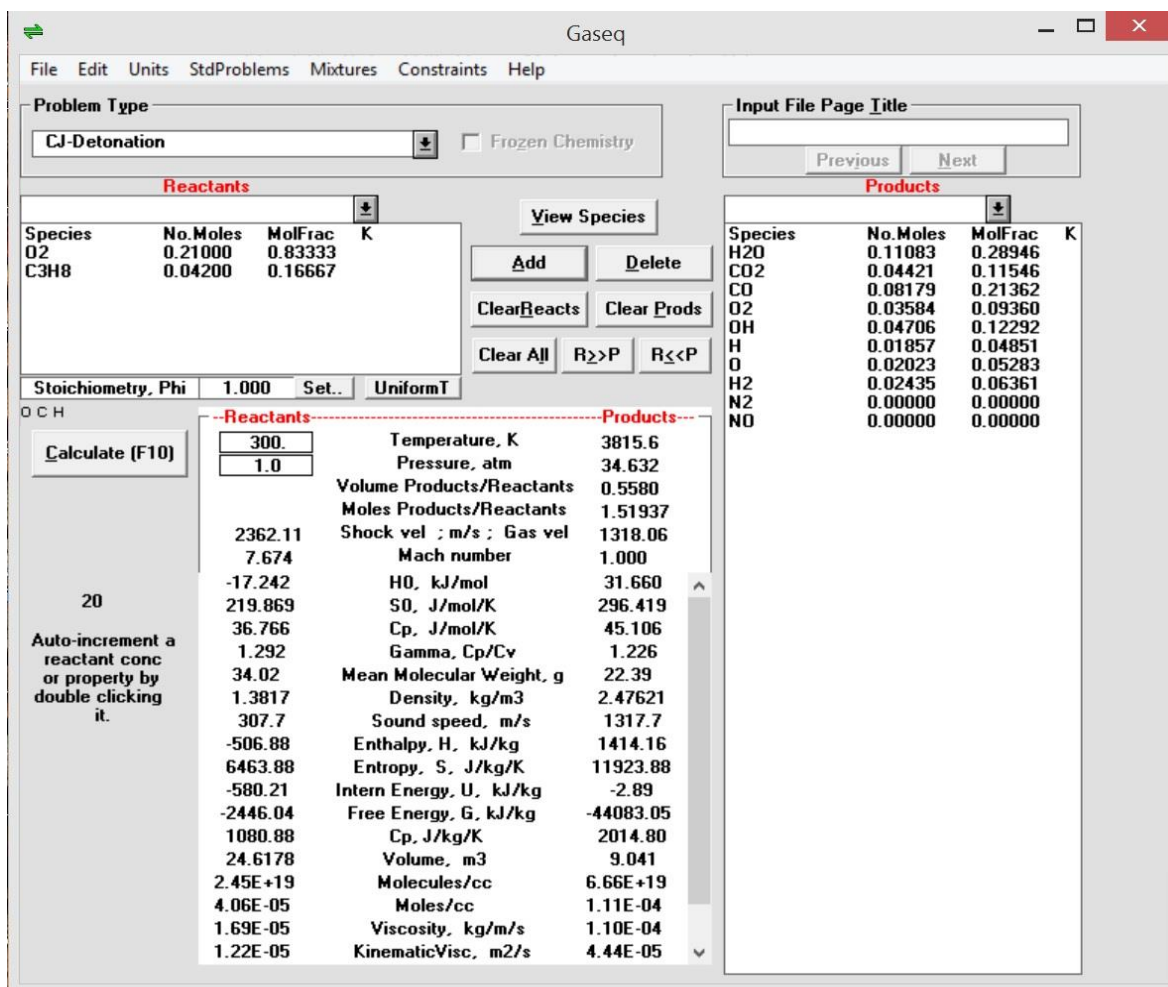 Gaseq
File Edit Units StdProblems Mixtures Constraints Help
Problem Type
CJ-Detonation
Frozen Chemistry
Input File Page Title
Previous Next
Reactants
Species No.Moles MolFrac K
O2 0.21000 0.83333
C3H8 0.04200 0.16667
Stoichiometry, Phi 1.000 Set.. UniformT
View Species
Add Delete
ClearReacts Clear Prods
Clear All R>>P R<<P
Products
Species No.Moles MolFrac K
H2O 0.11083 0.28946
CO2 0.04421 0.11546
CO 0.08179 0.21362
O2 0.03584 0.09360
OH 0.04706 0.12292
H 0.01857 0.04851
O 0.02023 0.05283
H2 0.02435 0.06361
N2 0.00000 0.00000
NO 0.00000 0.00000
O C H
Calculate (F10)
20
Auto-increment a
reactant conc
or property by
double clicking
it.
--Reactants-- --Products--
300. Temperature, K 3815.6
1.0 Pressure, atm 34.632
Volume Products/Reactants 0.5580
Moles Products/Reactants 1.51937
2362.11 Shock vel ; m/s ; Gas vel 1318.06
7.674 Mach number 1.000
-17.242 H0, kJ/mol 31.660
219.869 S0, J/mol/K 296.419
36.766 Cp, J/mol/K 45.106
1.292 Gamma, Cp/Cv 1.226
34.02 Mean Molecular Weight, g 22.39
1.3817 Density, kg/m3 2.47621
307.7 Sound speed, m/s 1317.7
-506.88 Enthalpy, H, kJ/kg 1414.16
6463.88 Entropy, S, J/kg/K 11923.88
-580.21 Intern Energy, U, kJ/kg -2.89
-2446.04 Free Energy, G, kJ/kg -44083.05
1080.88 Cp, J/kg/K 2014.80
24.6178 Volume, m3 9.041
2.45E+19 Molecules/cc 6.66E+19
4.06E-05 Moles/cc 1.11E-04
1.69E-05 Viscosity, kg/m/s 1.10E-04
1.22E-05 KinematicVisc, m2/s 4.44E-05